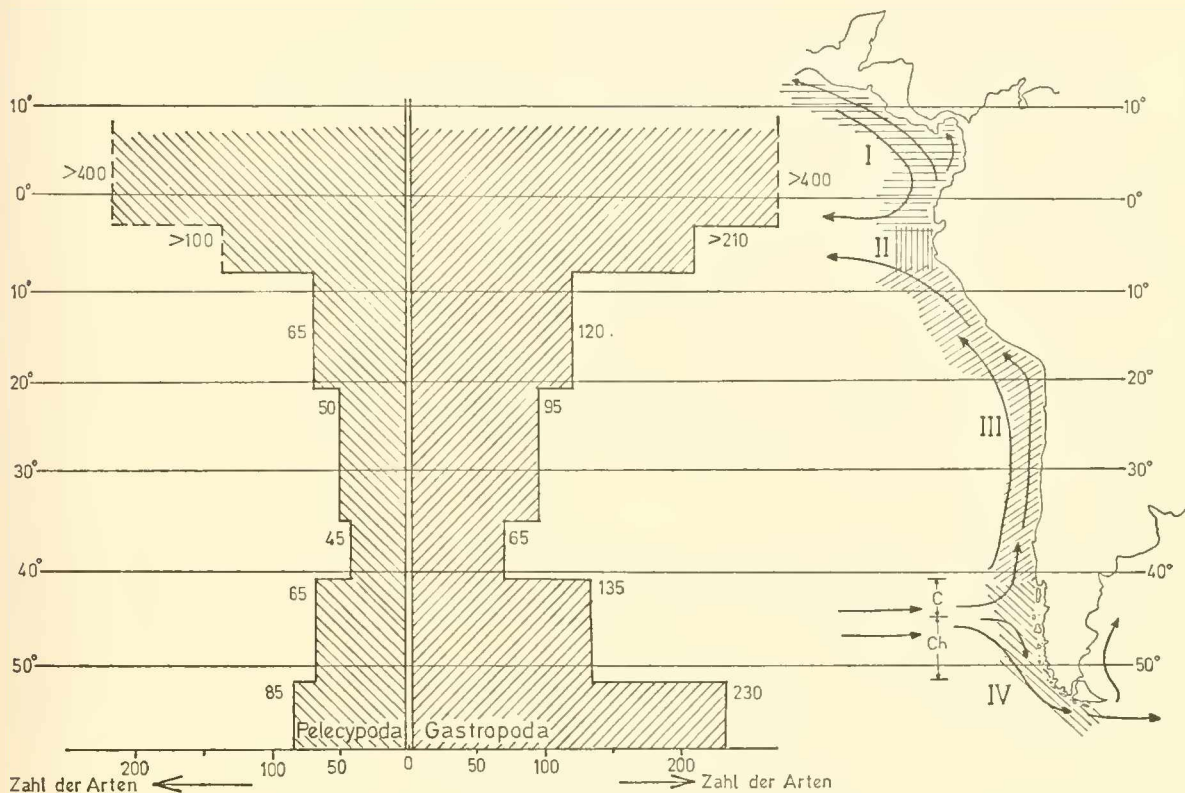 10° 10°
I
>400 0° >400 0°
>100 >210 II
10° 10°
65 120
20° 20°
50 95
III
30° 30°
45 65
40° 40°
65 135 C
Ch
50° 50°
85 230 IV
Pelecypoda Gastropoda
200 100 50 0 50 100 200
Zahl der Arten Zahl der Arten